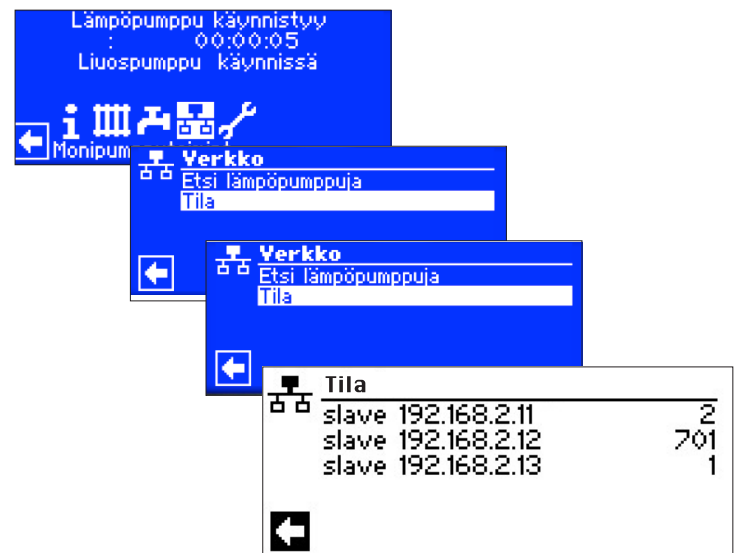 Lämpöpumppu käynnistyy
: 00:00:05
Liuospumppu käynnissä
Verkko
Etsi lämpöpumppuja
Tila
Verkko
Etsi lämpöpumppuja
Tila
Tila
slave 192.168.2.11 2
slave 192.168.2.12 701
slave 192.168.2.13 1